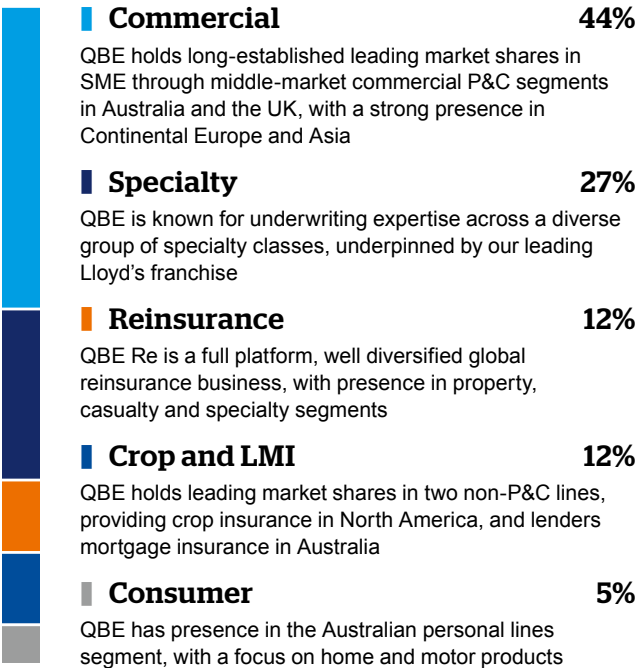 Commercial 44%
QBE holds long-established leading market shares in
SME through middle-market commercial P&C segments
in Australia and the UK, with a strong presence in
Continental Europe and Asia
Specialty 27%
QBE is known for underwriting expertise across a diverse
group of specialty classes, underpinned by our leading
Lloyd's franchise
Reinsurance 12%
QBE Re is a full platform, well diversified global
reinsurance business, with presence in property,
casualty and specialty segments
Crop and LMI 12%
QBE holds leading market shares in two non-P&C lines,
providing crop insurance in North America, and lenders
mortgage insurance in Australia
Consumer 5%
QBE has presence in the Australian personal lines
segment, with a focus on home and motor products